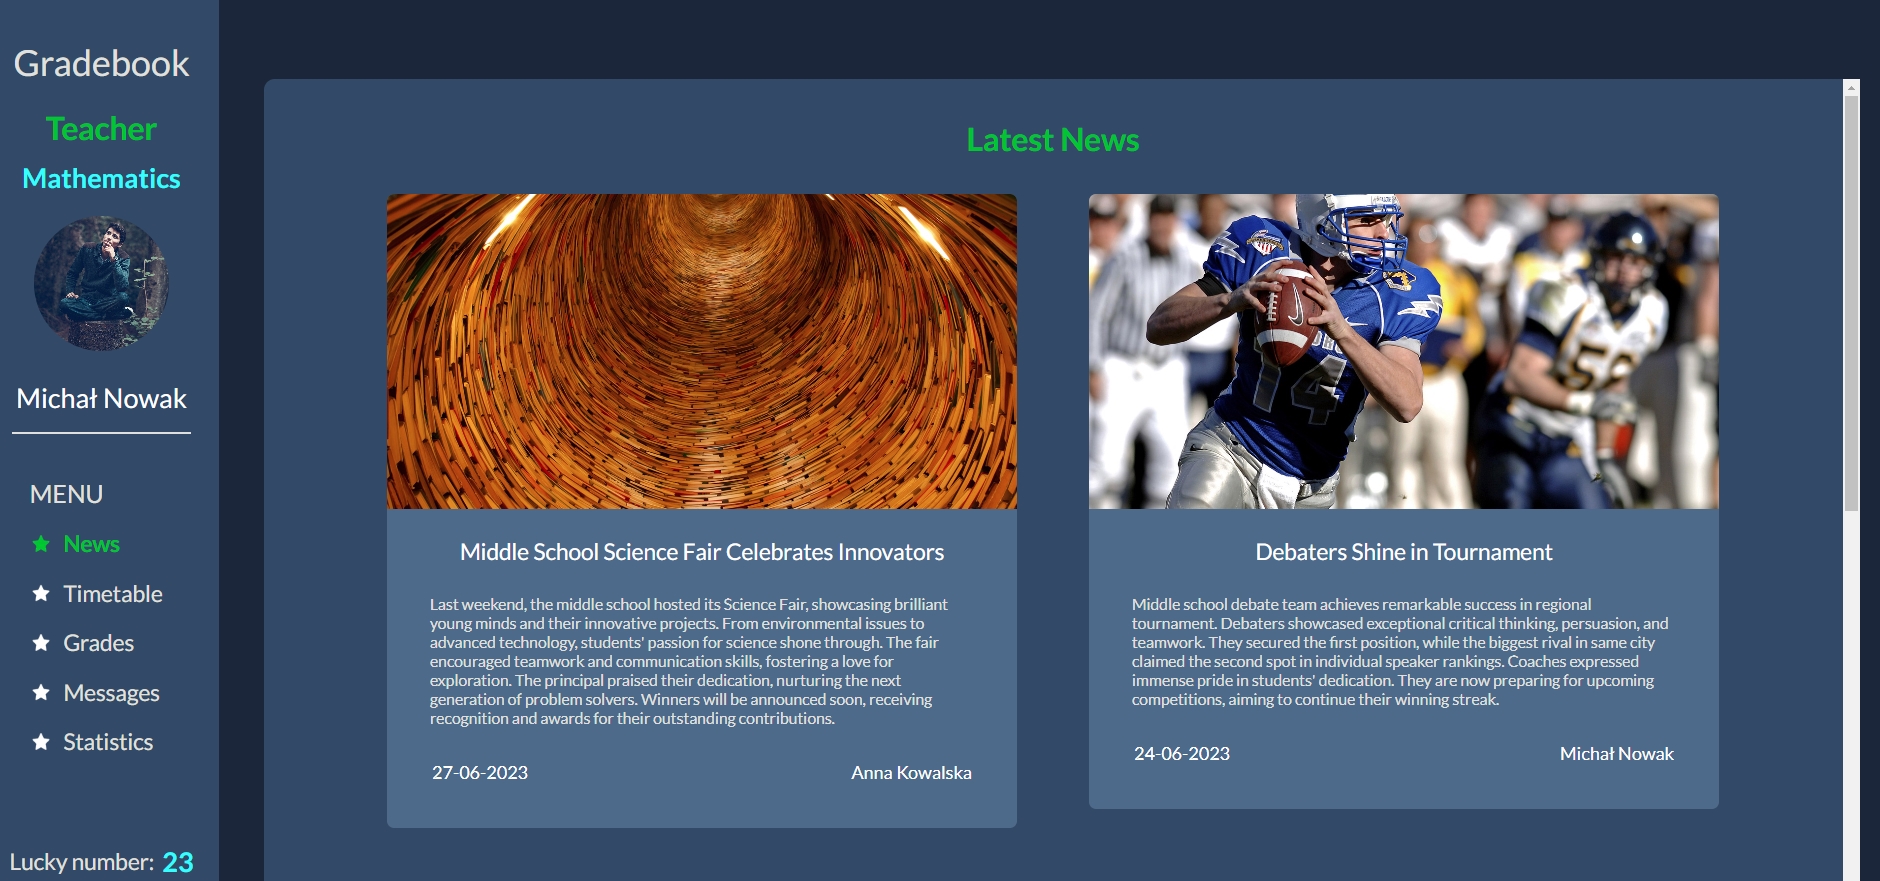 Gradebook
Teacher
Mathematics
Michał Nowak
MENU
News
Timetable
Grades
Messages
Statistics
Lucky number: 23
Latest News
Middle School Science Fair Celebrates Innovators
Last weekend, the middle school hosted its Science Fair, showcasing brilliant
young minds and their innovative projects. From environmental issues to
advanced technology, students' passion for science shone through. The fair
encouraged teamwork and communication skills, fostering a love for
exploration. The principal praised their dedication, nurturing the next
generation of problem solvers. Winners will be announced soon, receiving
recognition and awards for their outstanding contributions.
27-06-2023
Anna Kowalska
14
Debaters Shine in Tournament
Middle school debate team achieves remarkable success in regional
tournament. Debaters showcased exceptional critical thinking, persuasion, and
teamwork. They secured the first position, while the biggest rival in same city
claimed the second spot in individual speaker rankings. Coaches expressed
immense pride in students' dedication. They are now preparing for upcoming
competitions, aiming to continue their winning streak.
24-06-2023
Michał Nowak